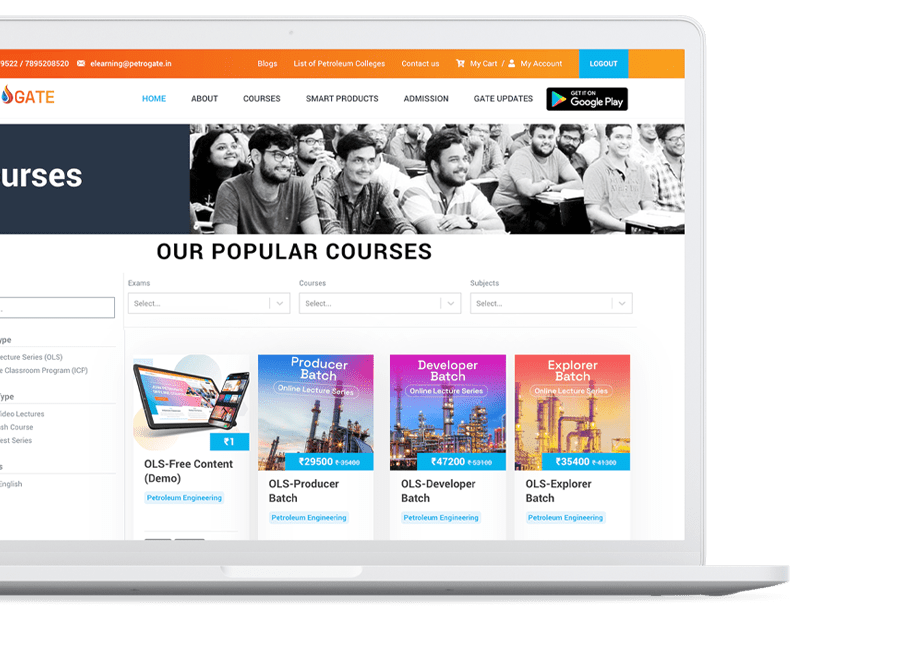 9522 / 7895208520 elearning@petrogate.in Blogs List of Petroleum Colleges Contact us My Cart / My Account LOGOUT
GATE HOME ABOUT COURSES SMART PRODUCTS ADMISSION GATE UPDATES GET IT ON Google Play
urses
OUR POPULAR COURSES
Exams Courses Subjects
Select... Select... Select...
ype
ecture Series (OLS)
e Classroom Program (ICP)
Type
ideo Lectures
sh Course
est Series
s
English
₹1
OLS-Free Content
(Demo)
Petroleum Engineering
Producer
Batch
Online Lecture Series
₹29500 ₹35400
OLS-Producer
Batch
Petroleum Engineering
Developer
Batch
Online Lecture Series
₹47200 ₹53100
OLS-Developer
Batch
Petroleum Engineering
Explorer
Batch
Online Lecture Series
₹35400 ₹41300
OLS-Explorer
Batch
Petroleum Engineering